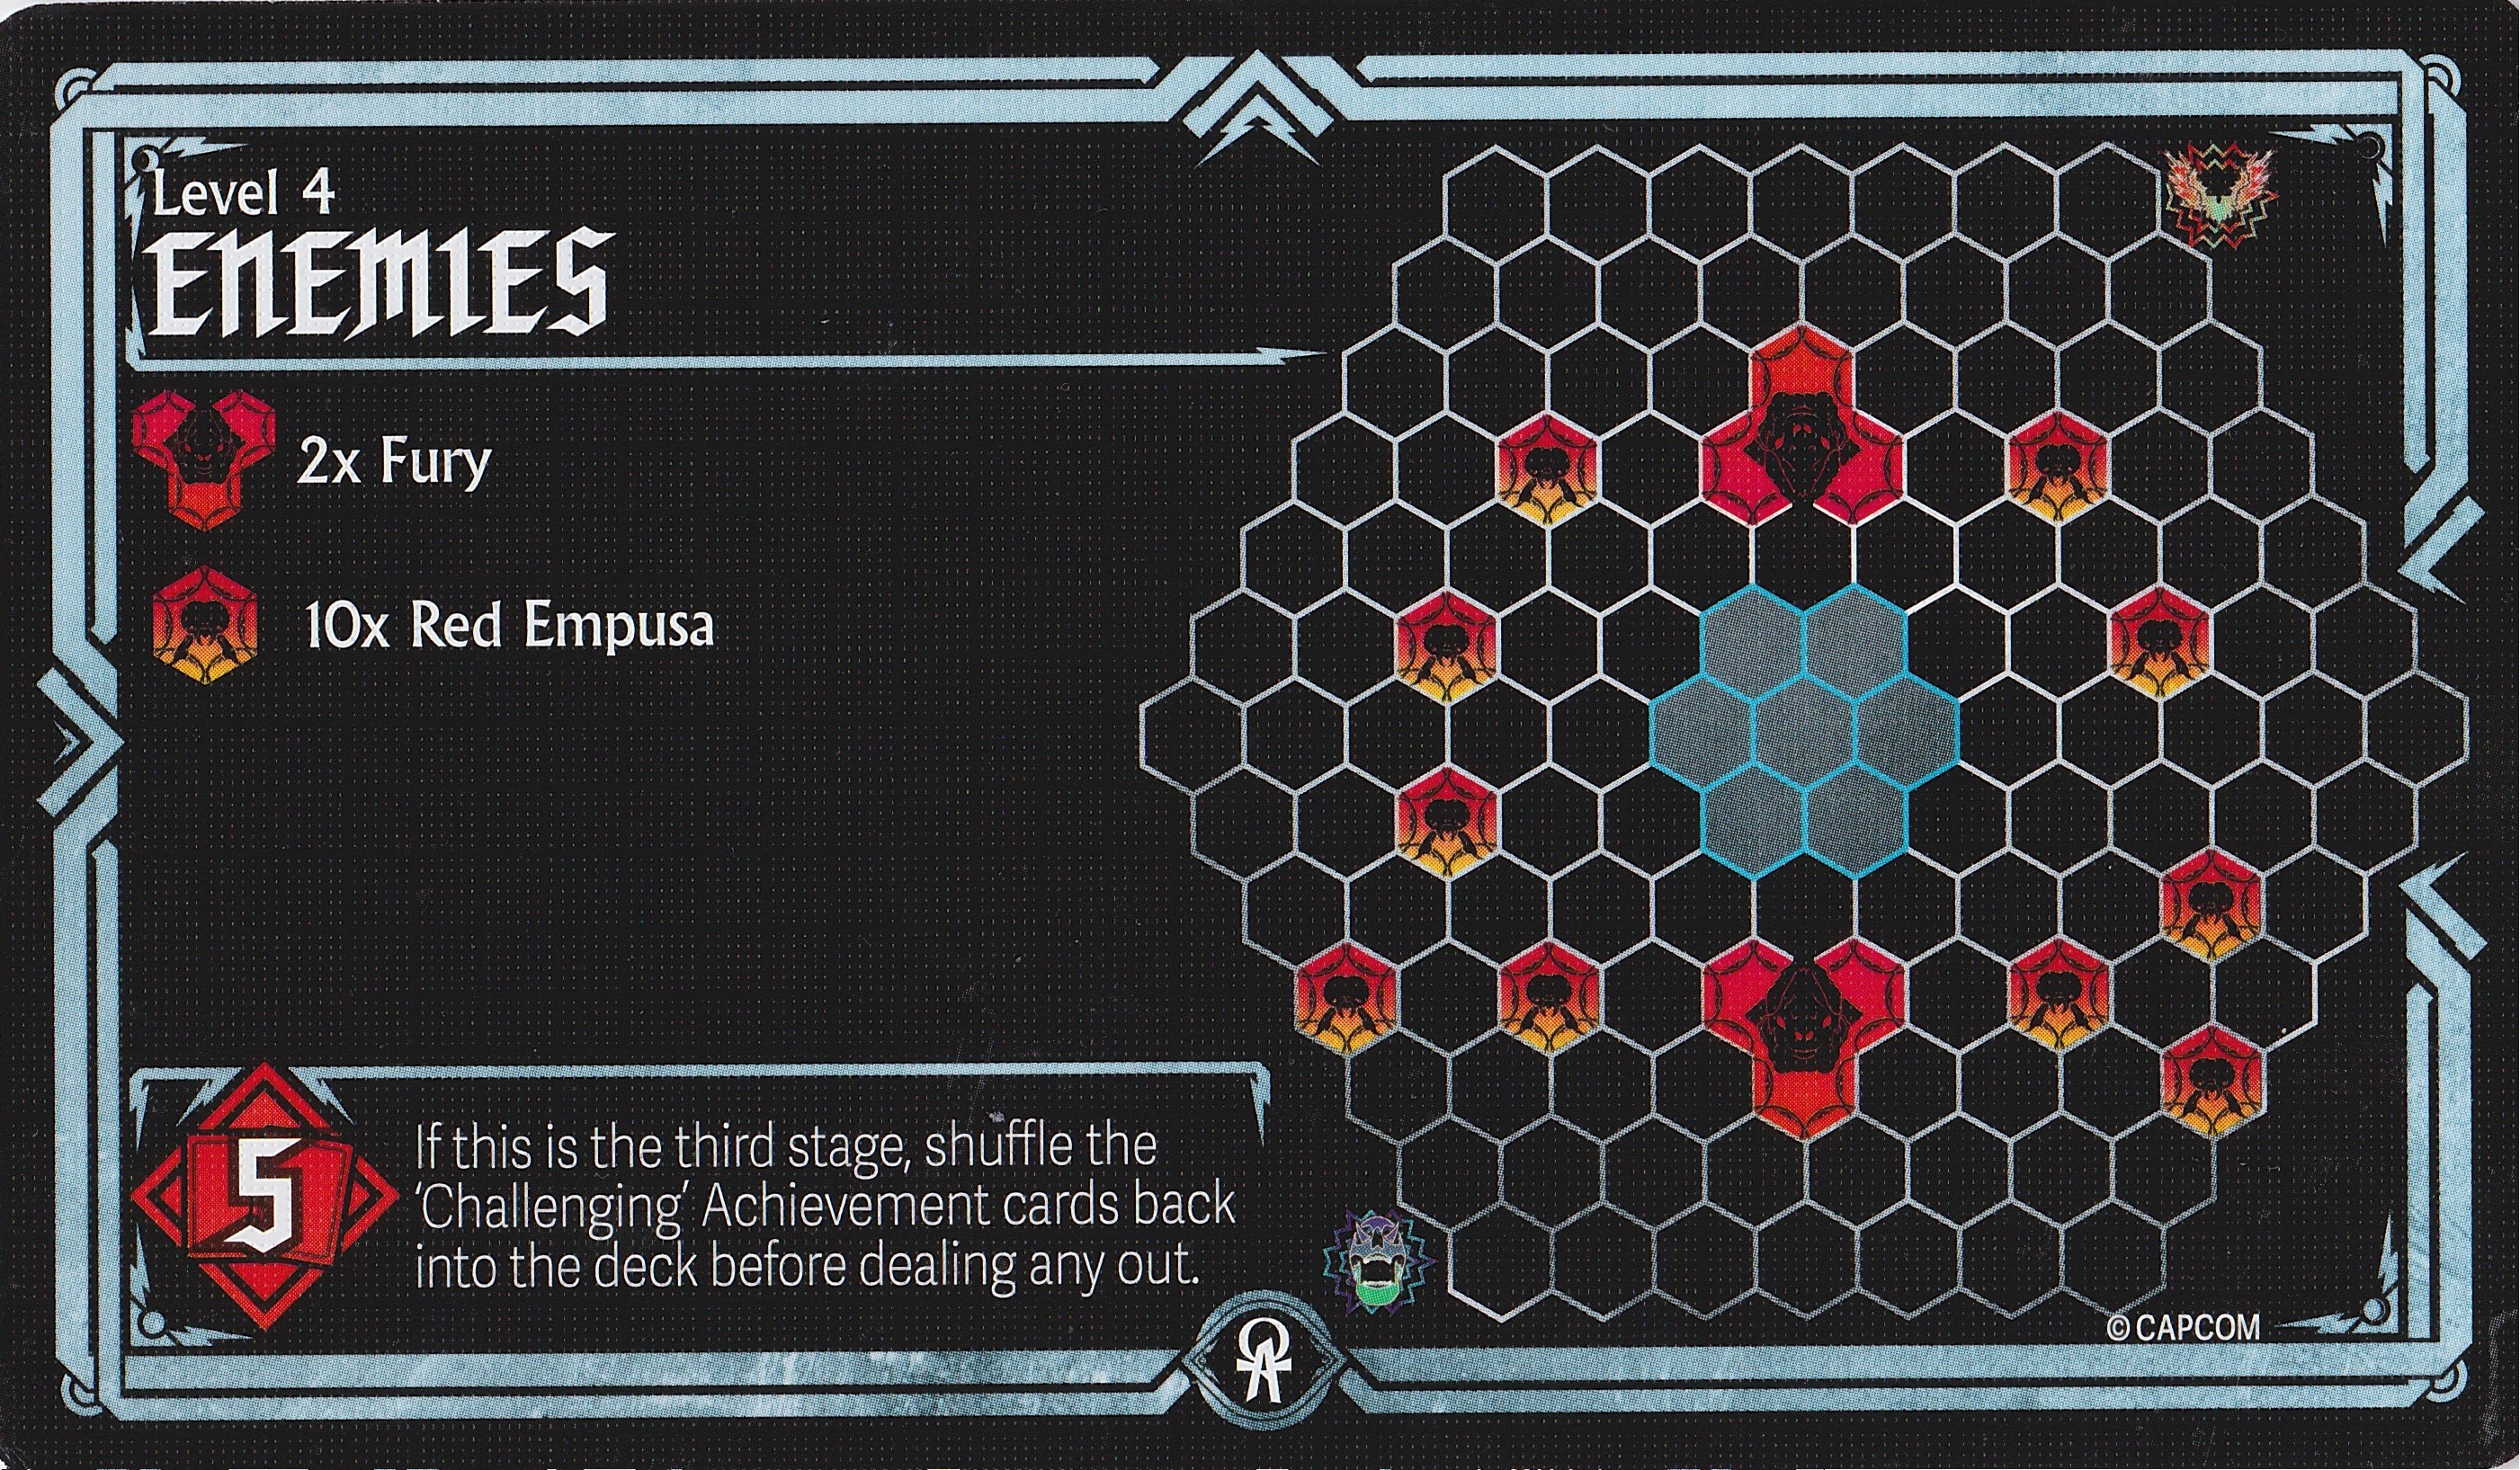 Level 4
ENEMIES
2x Fury
10x Red Empusa
5
If this is the third stage, shuffle the
‘Challenging’ Achievement cards back
into the deck before dealing any out.
© CAPCOM